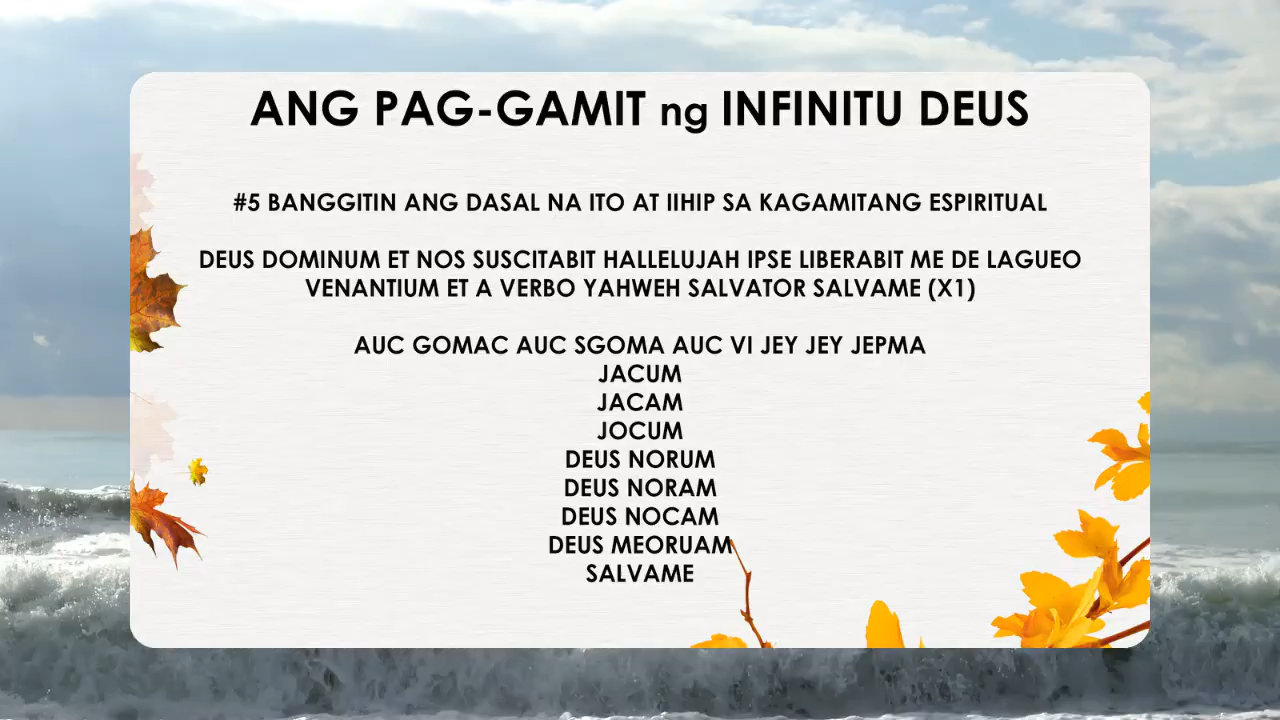 ANG PAG-GAMIT ng INFINITU DEUS
#5 BANGGITIN ANG DASAL NA ITO AT IIHIP SA KAGAMITANG ESPIRITUAL
DEUS DOMINUM ET NOS SUSCITABIT HALLELUJAH IPSE LIBERABIT ME DE LAGUEO
VENANTIUM ET A VERBO YAHWEH SALVATOR SALVAME (X1)
AUC GOMAC AUC SGOMA AUC VI JEY JEY JEPMA
JACUM
JACAM
JOCUM
DEUS NORUM
DEUS NORAM
DEUS NOCAM
DEUS MEORUAM
SALVAME